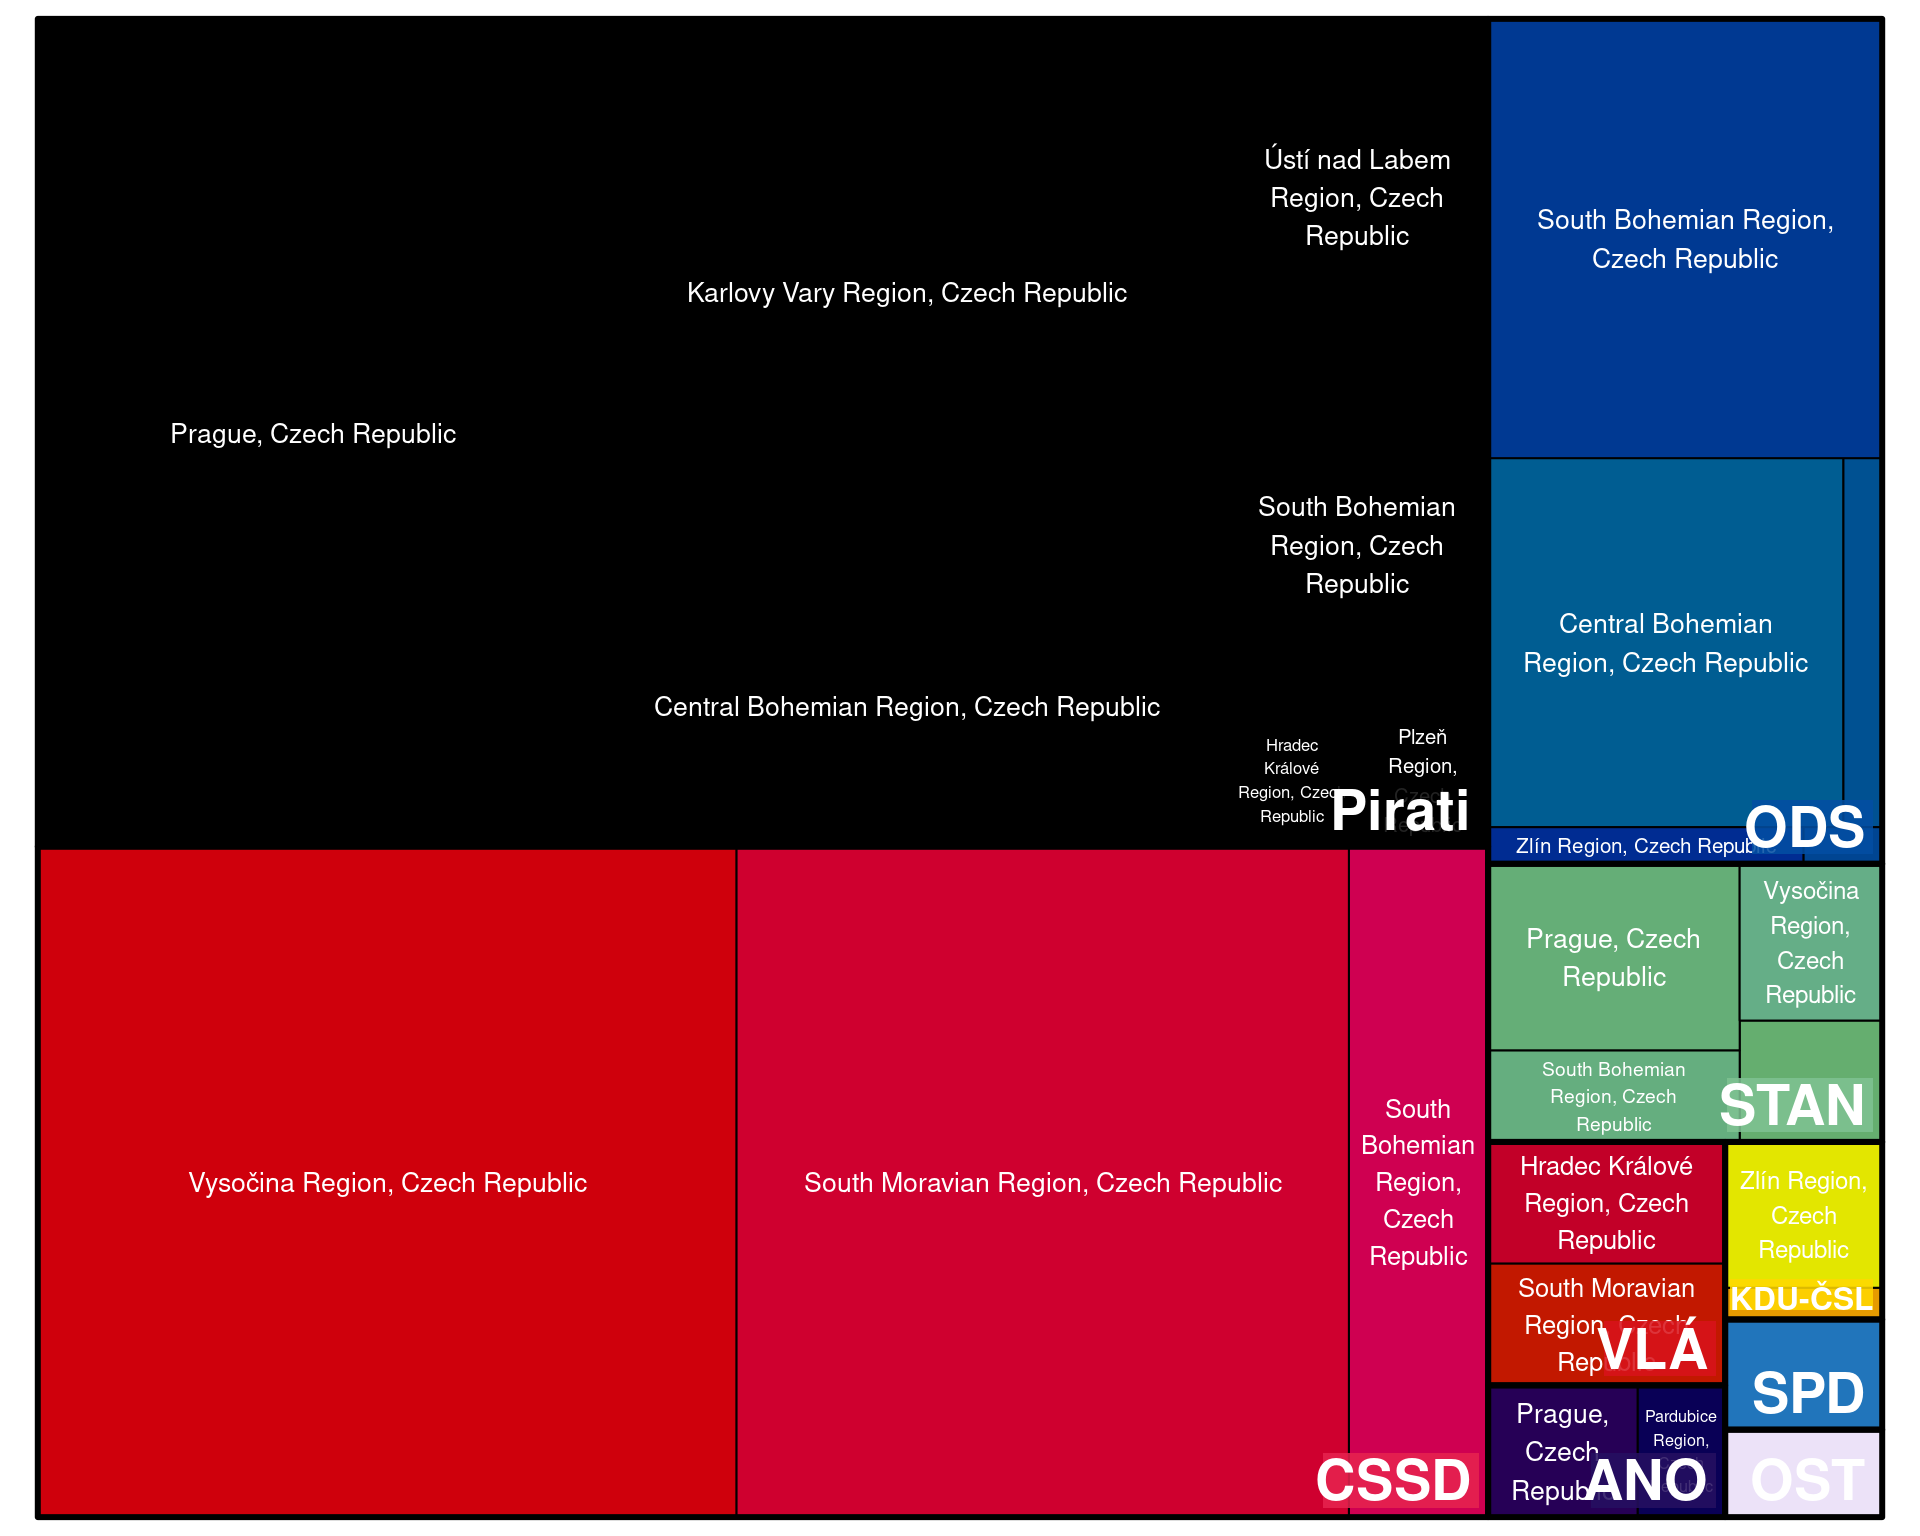 Ústí nad Labem
Region, Czech
Republic
Karlovy Vary Region, Czech Republic
Prague, Czech Republic
South Bohemian
Region, Czech
Republic
Central Bohemian Region, Czech Republic
Hradec
Králové
Region, Czech
Republic
Plzeň
Region,
Czech
Republic
Pirati
Vysočina Region, Czech Republic
South Moravian Region, Czech Republic
South
Bohemian
Region,
Czech
Republic
CSSD
South Bohemian Region,
Czech Republic
Central Bohemian
Region, Czech Republic
Zlín Region, Czech Republic
ODS
Prague, Czech
Republic
Vysočina
Region,
Czech
Republic
South Bohemian
Region, Czech
Republic
STAN
Hradec Králové
Region, Czech
Republic
South Moravian
Region, Czech
Republic
VLÁ
Zlín Region,
Czech
Republic
KDU-ČSL
SPD
Prague,
Czech
Republic
Pardubice
Region,
ANO
OST